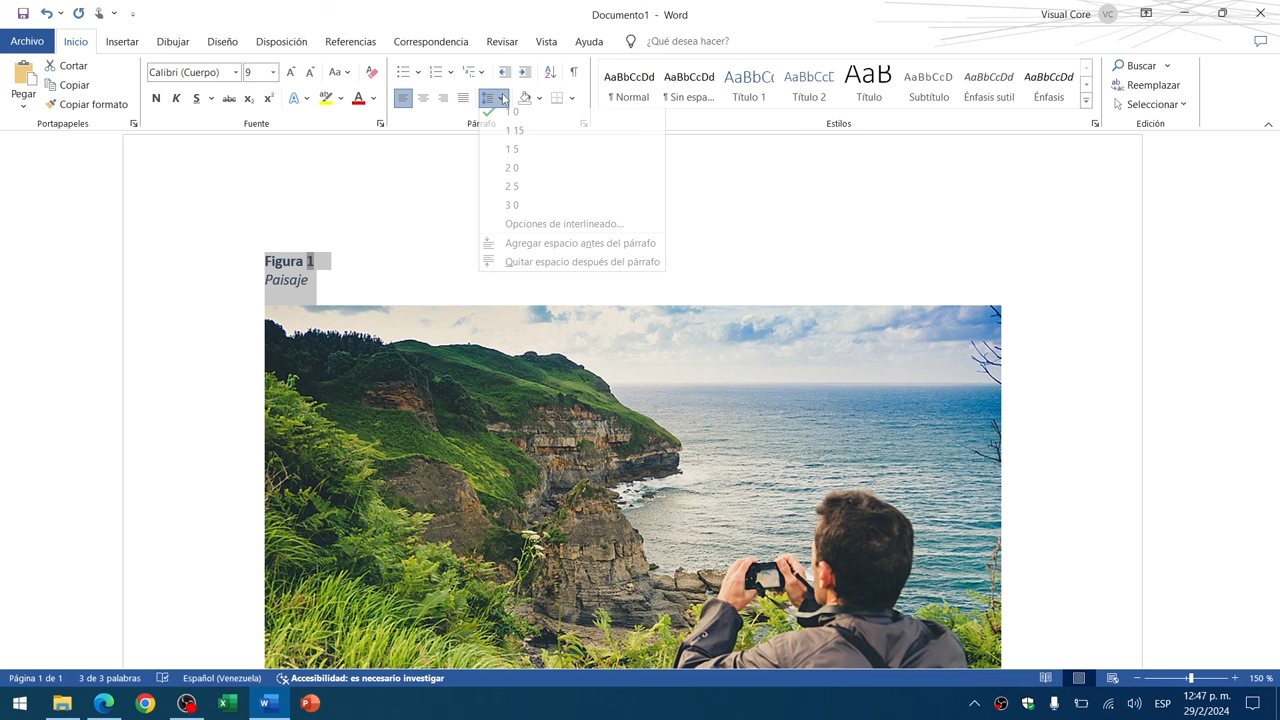 Documento1 - Word
Visual Core
VC
Archivo
Inicio
Insertar
Dibujar
Diseño
Disposición
Referencias
Correspondencia
Revisar
Vista
Ayuda
¿Qué desea hacer?
Pegar
Cortar
Copiar
Copiar formato
Portapapeles
Calibri (Cuerpo)
9
Aa
N K S abc x₂ x² A A
Fuente
Párrafo
AaBbCcDd
¶ Normal
AaBbCcDd
¶ Sin espa...
AaBbCc
Título 1
AaBbCcD
Título 2
AaB
Título
AaBbCcD
Subtítulo
AaBbCcDd
Énfasis sutil
AaBbCcDd
Énfasis
Estilos
Buscar
Reemplazar
Seleccionar
Edición
1 0
1 15
1 5
2 0
2 5
3 0
Opciones de interlineado...
Agregar espacio antes del párrafo
Quitar espacio después del párrafo
Figura 1
Paisaje
Página 1 de 1
3 de 3 palabras
Español (Venezuela)
Accesibilidad: es necesario investigar
150 %
ESP
12:47 p. m.
29/2/2024